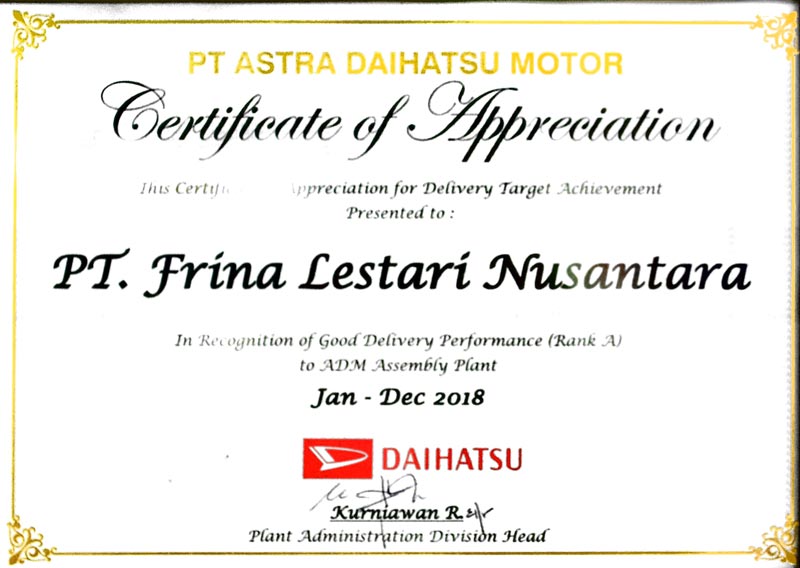 PT ASTRA DAIHATSU MOTOR
Certificate of Appreciation
This Certifi ppreciation for Delivery Target Achievement
Presented to :
PT. Frina Lestari Nusantara
In Recognition of Good Delivery Performance (Rank A)
to ADM Assembly Plant
Jan - Dec 2018
DAIHATSU
Kurniawan R.
Plant Administration Division Head